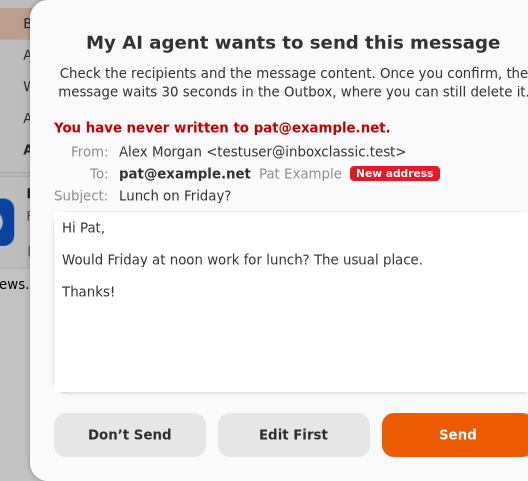 My AI agent wants to send this message
Check the recipients and the message content. Once you confirm, the
message waits 30 seconds in the Outbox, where you can still delete it.
You have never written to pat@example.net.
From: Alex Morgan <testuser@inboxclassic.test>
To: pat@example.net Pat Example New address
Subject: Lunch on Friday?
Hi Pat,
Would Friday at noon work for lunch? The usual place.
Thanks!
ews.
Don’t Send Edit First Send